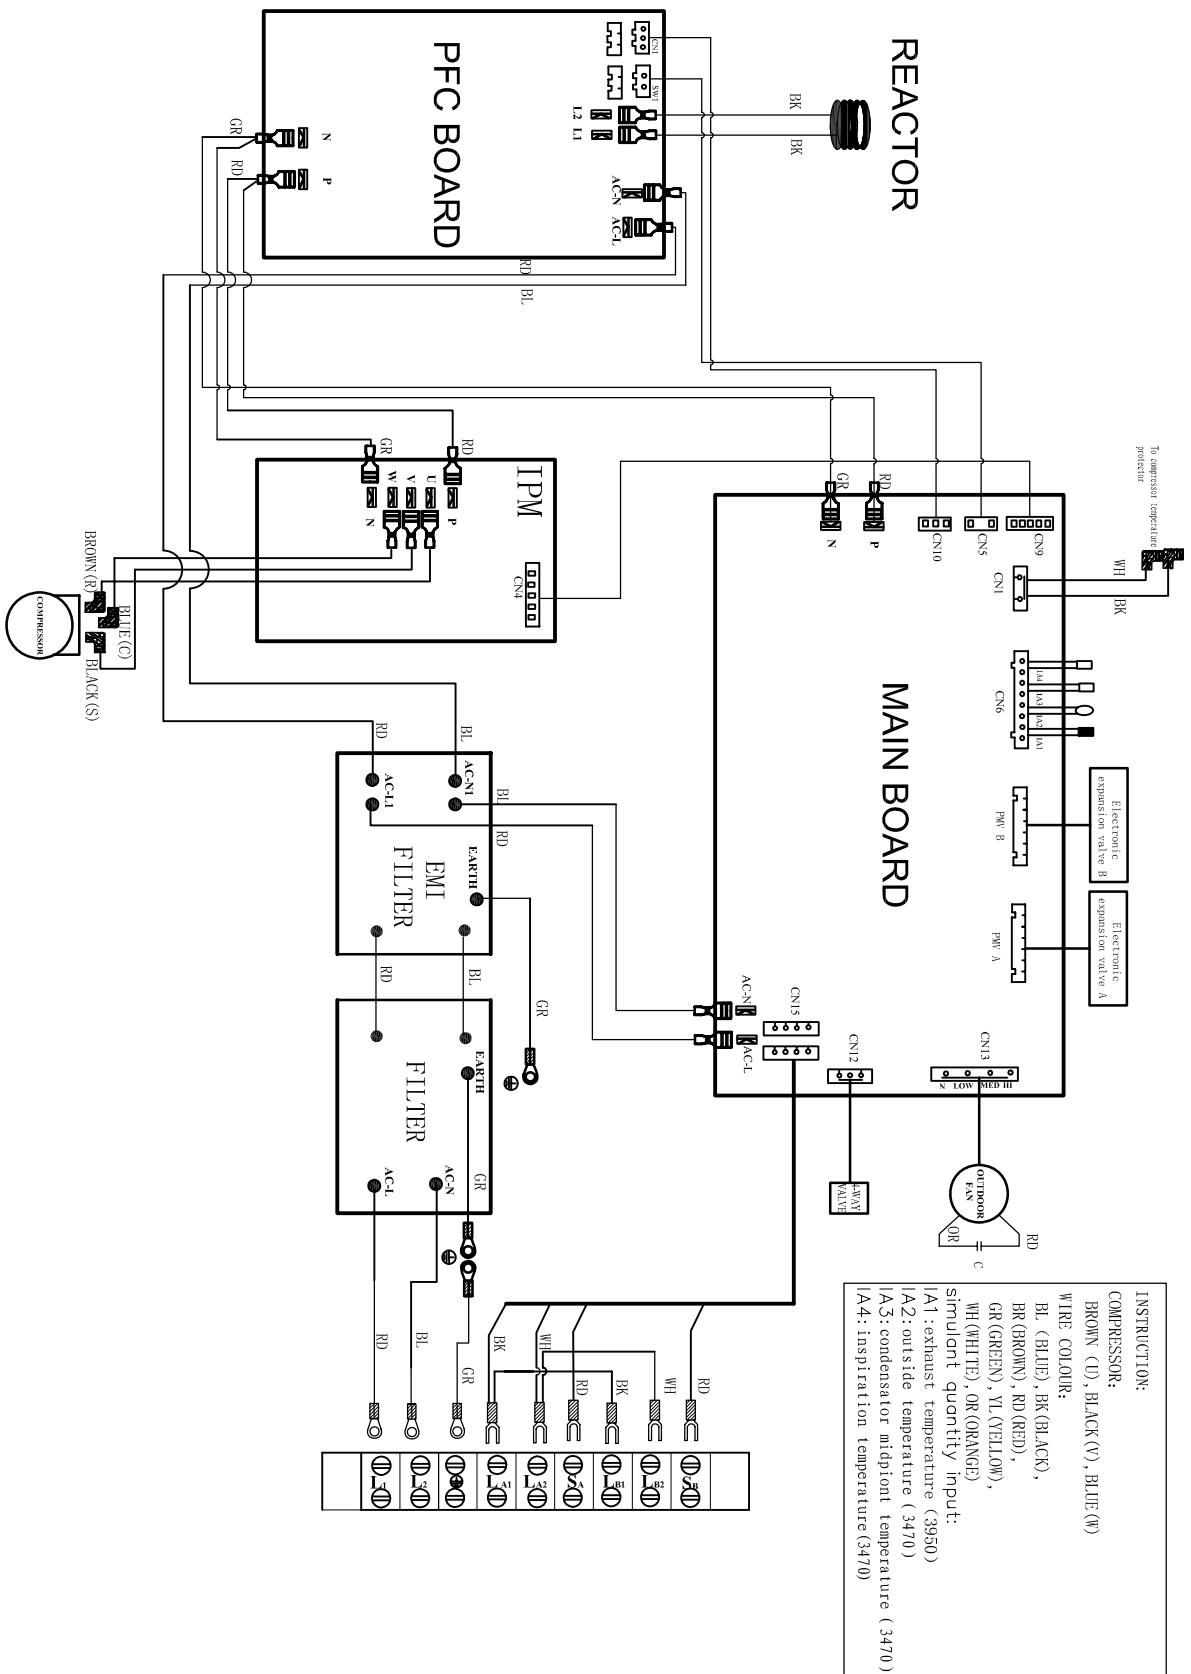 REACTOR
BK
BK
PFC BOARD
CN1
SW1
L2
L1
AC-N
AC-L
N
P
GR
RD
RD
BL
To compressor temperature
protector
WH
BK
MAIN BOARD
CN9
CN5
CN10
P
N
RD
GR
CN1
CN6
IA4
IA3
IA2
IA1
PMV B
Electronic
expansion valve B
PMV A
Electronic
expansion valve A
CN13
N LOW MED HI
CN12
CN15
AC-N
AC-L
OUTDOOR
FAN
RD
OR
C
4-WAY
VALVE
IPM
CN4
RD
GR
P
U
V
W
N
COMPRESSOR
BROWN(R)
BLUE(C)
BLACK(S)
RD
BL
AC-N1
AC-L1
BL
RD
EARTH
EMI
FILTER
GR
RD
BL
EARTH
FILTER
AC-N
AC-L
GR
RD
BL
GR
BK
WH
RD
BK
WH
RD
L1
L2
LA1
LA2
SA
LB1
LB2
SB
INSTRUCTION:
COMPRESSOR:
BROWN (U), BLACK(V), BLUE(W)
WIRE COLOUR:
BL (BLUE), BK(BLACK),
BR(BROWN), RD(RED),
GR(GREEN), YL(YELLOW),
WH(WHITE), OR(ORANGE)
simulant quantity input:
IA1:exhaust temperature (3950)
IA2:outside temperature (3470)
IA3:condensator midpiont temperature (3470)
IA4:inspiration temperature(3470)